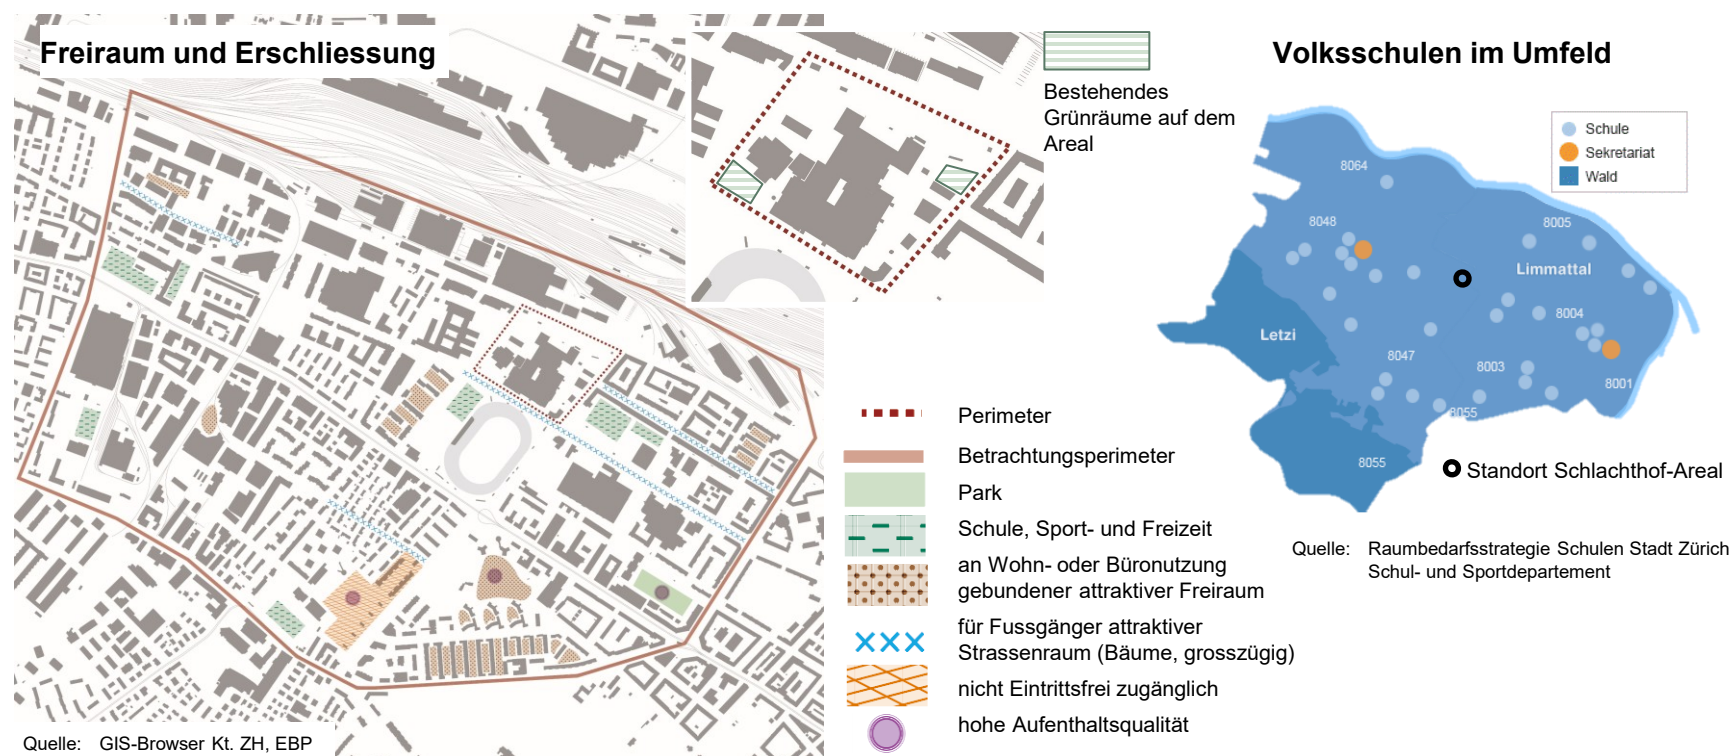 Freiraum und Erschliessung
Bestehendes
Grünräume auf dem
Areal
Perimeter
Betrachtungsperimeter
Park
Schule, Sport- und Freizeit
an Wohn- oder Büronutzung
gebundener attraktiver Freiraum
für Fussgänger attraktiver
Strassenraum (Bäume, grosszügig)
nicht Eintrittsfrei zugänglich
hohe Aufenthaltsqualität
Quelle: GIS-Browser Kt. ZH, EBP
Volksschulen im Umfeld
Schule
Sekretariat
Wald
8064
8048
8005
Limmattal
8004
Letzi
8047
8003
8001
8055
8055
Standort Schlachthof-Areal
Quelle: Raumbedarfsstrategie Schulen Stadt Zürich
Schul- und Sportdepartement